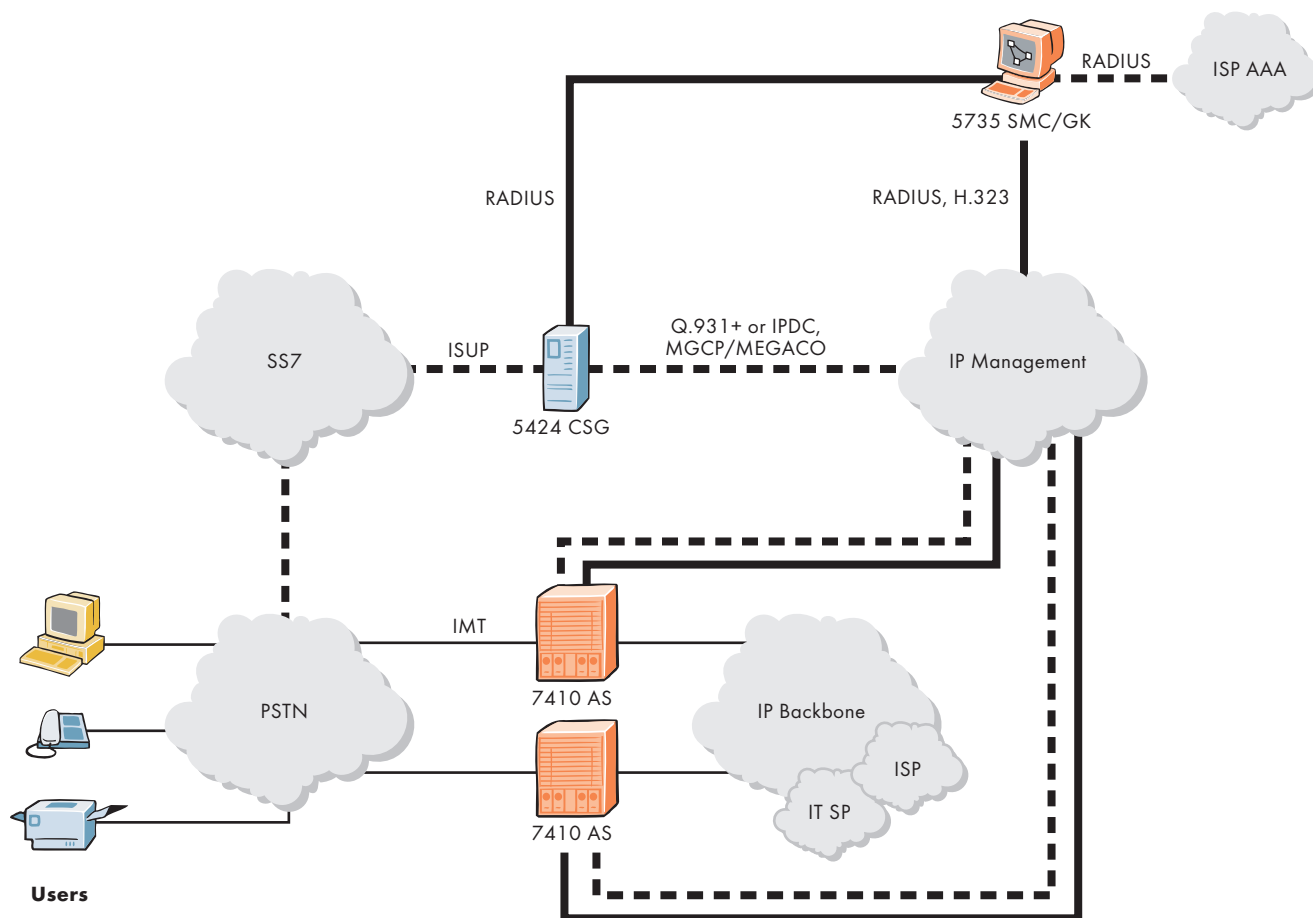 RADIUS
ISP AAA
5735 SMC/GK
RADIUS
RADIUS, H.323
Q.931+ or IPDC,
MGCP/MEGACO
SS7
ISUP
IP Management
5424 CSG
IMT
7410 AS
PSTN
IP Backbone
ISP
IT SP
7410 AS
Users